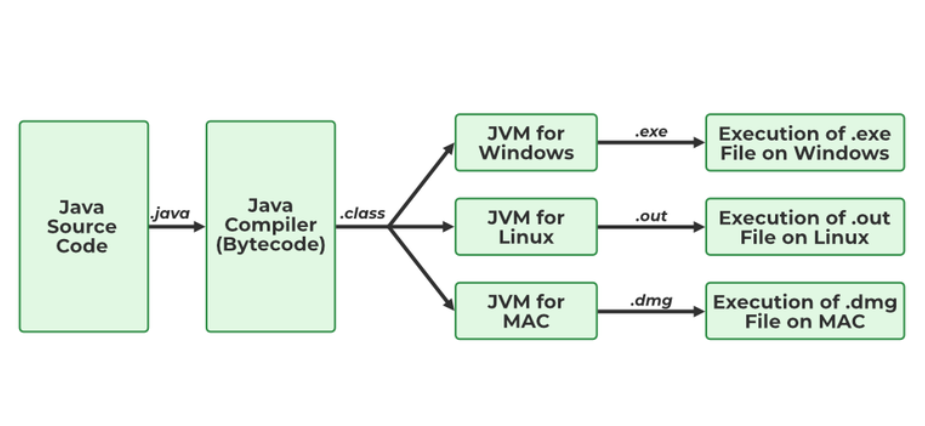 Java
Source
Code
.java
Java
Compiler
(Bytecode)
.class
JVM for
Windows
.exe
Execution of .exe
File on Windows
JVM for
Linux
.out
Execution of .out
File on Linux
JVM for
MAC
.dmg
Execution of .dmg
File on MAC